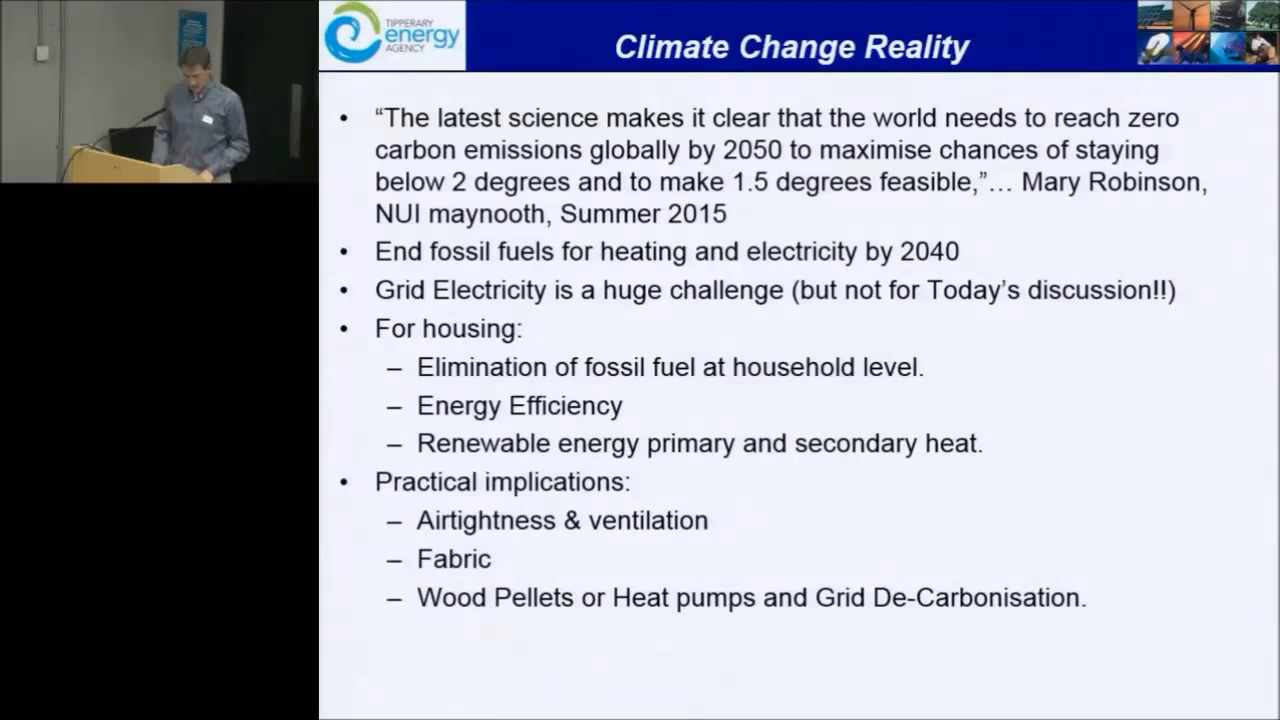 TIPPERARY
energy
AGENCY
Climate Change Reality
• “The latest science makes it clear that the world needs to reach zero
carbon emissions globally by 2050 to maximise chances of staying
below 2 degrees and to make 1.5 degrees feasible,”… Mary Robinson,
NUI maynooth, Summer 2015
• End fossil fuels for heating and electricity by 2040
• Grid Electricity is a huge challenge (but not for Today’s discussion!!)
• For housing:
– Elimination of fossil fuel at household level.
– Energy Efficiency
– Renewable energy primary and secondary heat.
• Practical implications:
– Airtightness & ventilation
– Fabric
– Wood Pellets or Heat pumps and Grid De-Carbonisation.